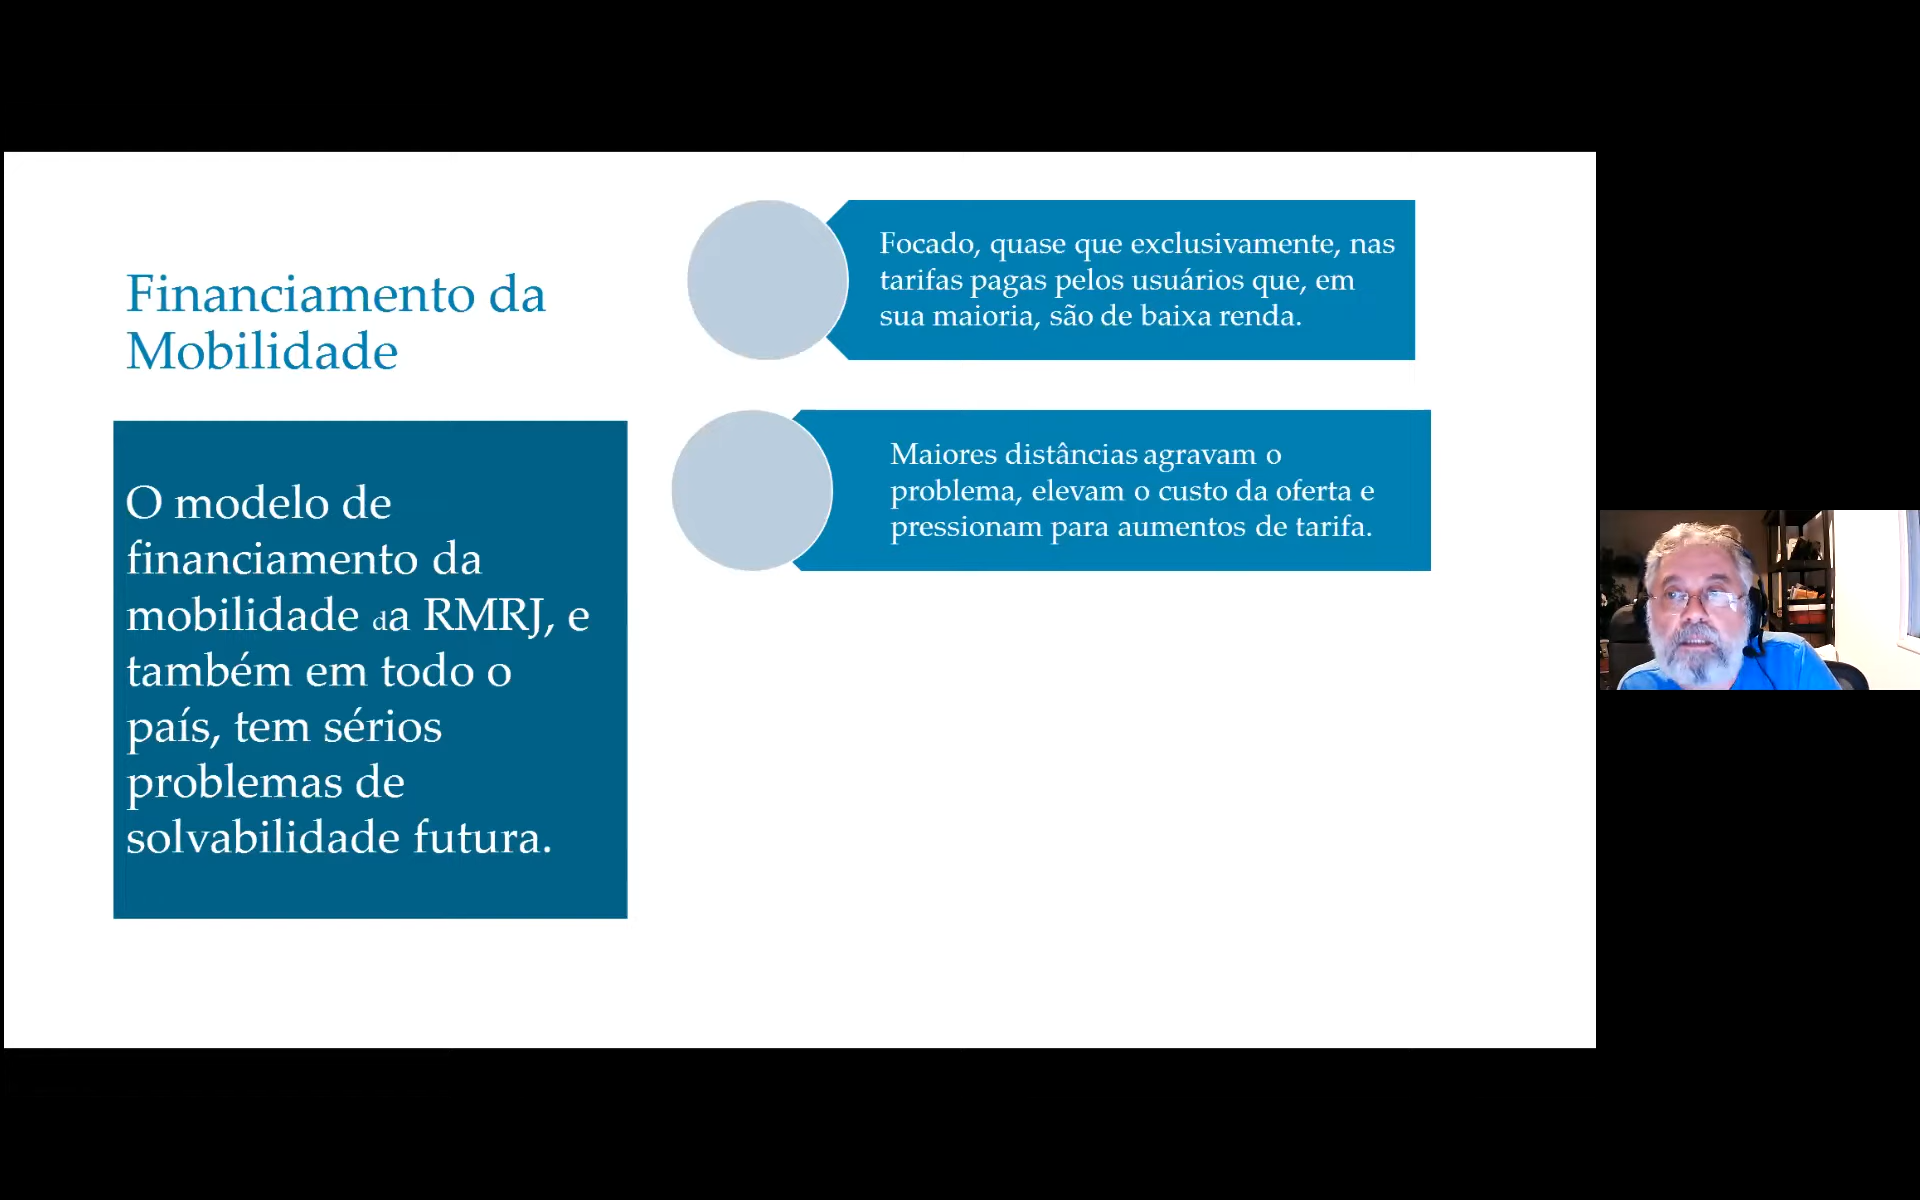 Financiamento da
Mobilidade
O modelo de
financiamento da
mobilidade da RMRJ, e
também em todo o
país, tem sérios
problemas de
solvabilidade futura.
Focado, quase que exclusivamente, nas
tarifas pagas pelos usuários que, em
sua maioria, são de baixa renda.
Maiores distâncias agravam o
problema, elevam o custo da oferta e
pressionam para aumentos de tarifa.